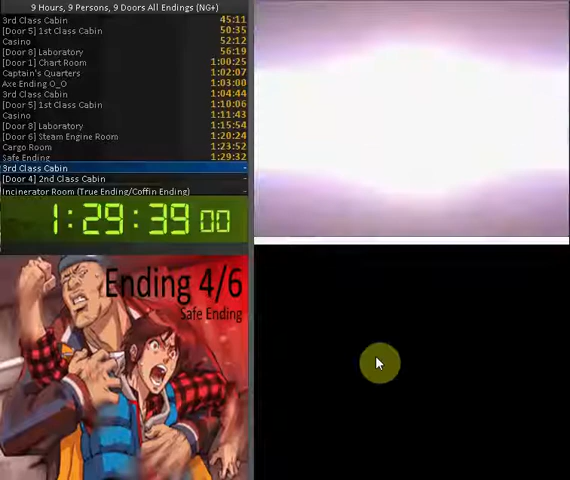 9 Hours, 9 Persons, 9 Doors All Endings (NG+)
3rd Class Cabin 45:11
[Door 5] 1st Class Cabin 50:35
Casino 52:12
[Door 8] Laboratory 56:19
[Door 1] Chart Room 1:00:25
Captain's Quarters 1:02:07
Axe Ending O_O 1:03:00
3rd Class Cabin 1:04:44
[Door 5] 1st Class Cabin 1:10:06
Casino 1:11:43
[Door 8] Laboratory 1:15:54
[Door 6] Steam Engine Room 1:20:24
Cargo Room 1:23:52
Safe Ending 1:29:32
3rd Class Cabin -
[Door 4] 2nd Class Cabin -
Incinerator Room (True Ending/Coffin Ending) -
1:29:39 00
Ending 4/6
Safe Ending